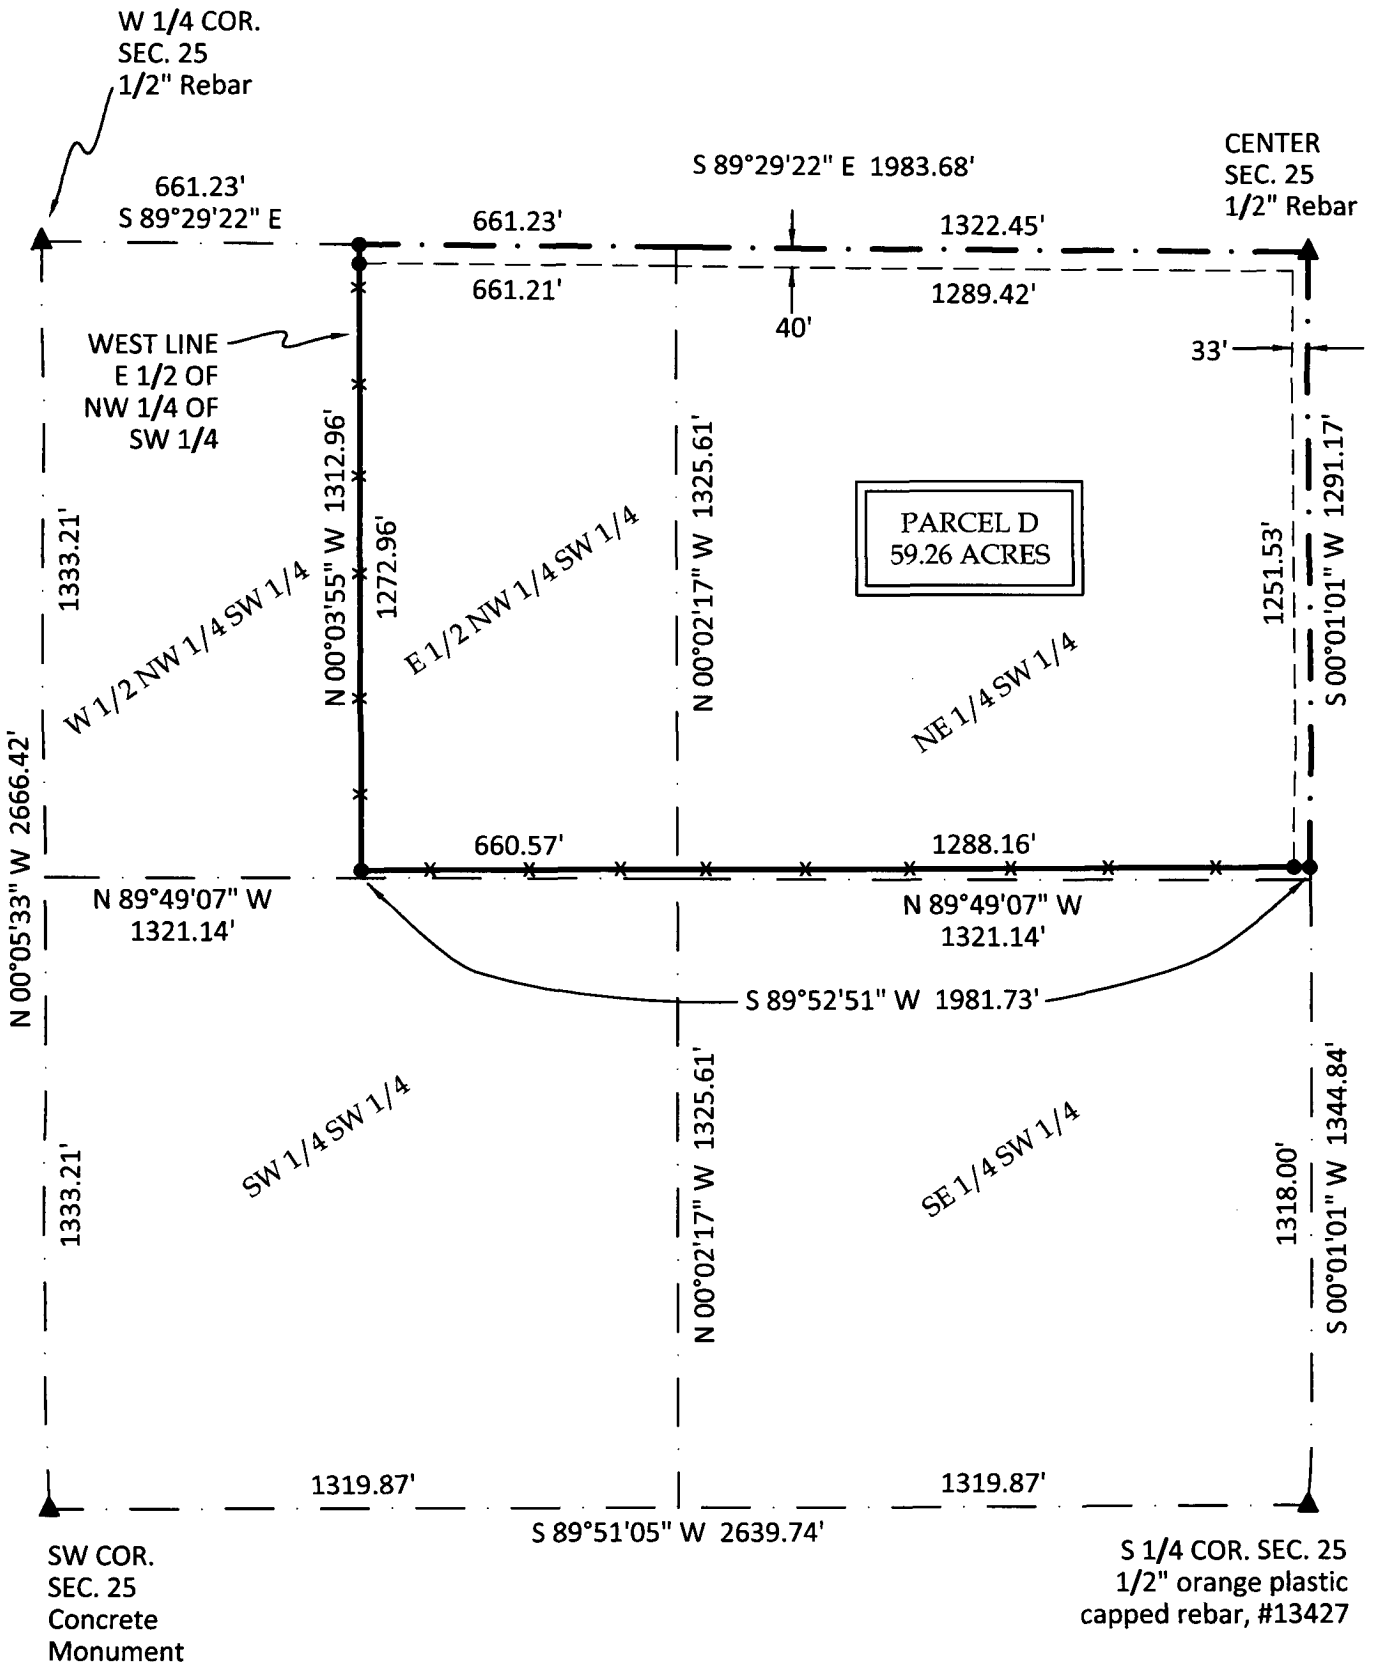 W 1/4 COR.
SEC. 25
1/2" Rebar
CENTER
SEC. 25
1/2" Rebar
S 89°29'22" E 1983.68'
661.23'
S 89°29'22" E
661.23'
1322.45'
661.21'
1289.42'
40'
33'
WEST LINE
E 1/2 OF
NW 1/4 OF
SW 1/4
N 00°03'55" W 1312.96'
1272.96'
N 00°02'17" W 1325.61'
PARCEL D
59.26 ACRES
1251.53'
S 00°01'01" W 1291.17'
1333.21'
W 1/2 NW 1/4 SW 1/4
E 1/2 NW 1/4 SW 1/4
NE 1/4 SW 1/4
N 00°05'33" W 2666.42'
660.57'
1288.16'
N 89°49'07" W
1321.14'
N 89°49'07" W
1321.14'
S 89°52'51" W 1981.73'
SW 1/4 SW 1/4
N 00°02'17" W 1325.61'
SE 1/4 SW 1/4
1333.21'
1318.00'
S 00°01'01" W 1344.84'
1319.87'
1319.87'
S 89°51'05" W 2639.74'
SW COR.
SEC. 25
Concrete
Monument
S 1/4 COR. SEC. 25
1/2" orange plastic
capped rebar, #13427